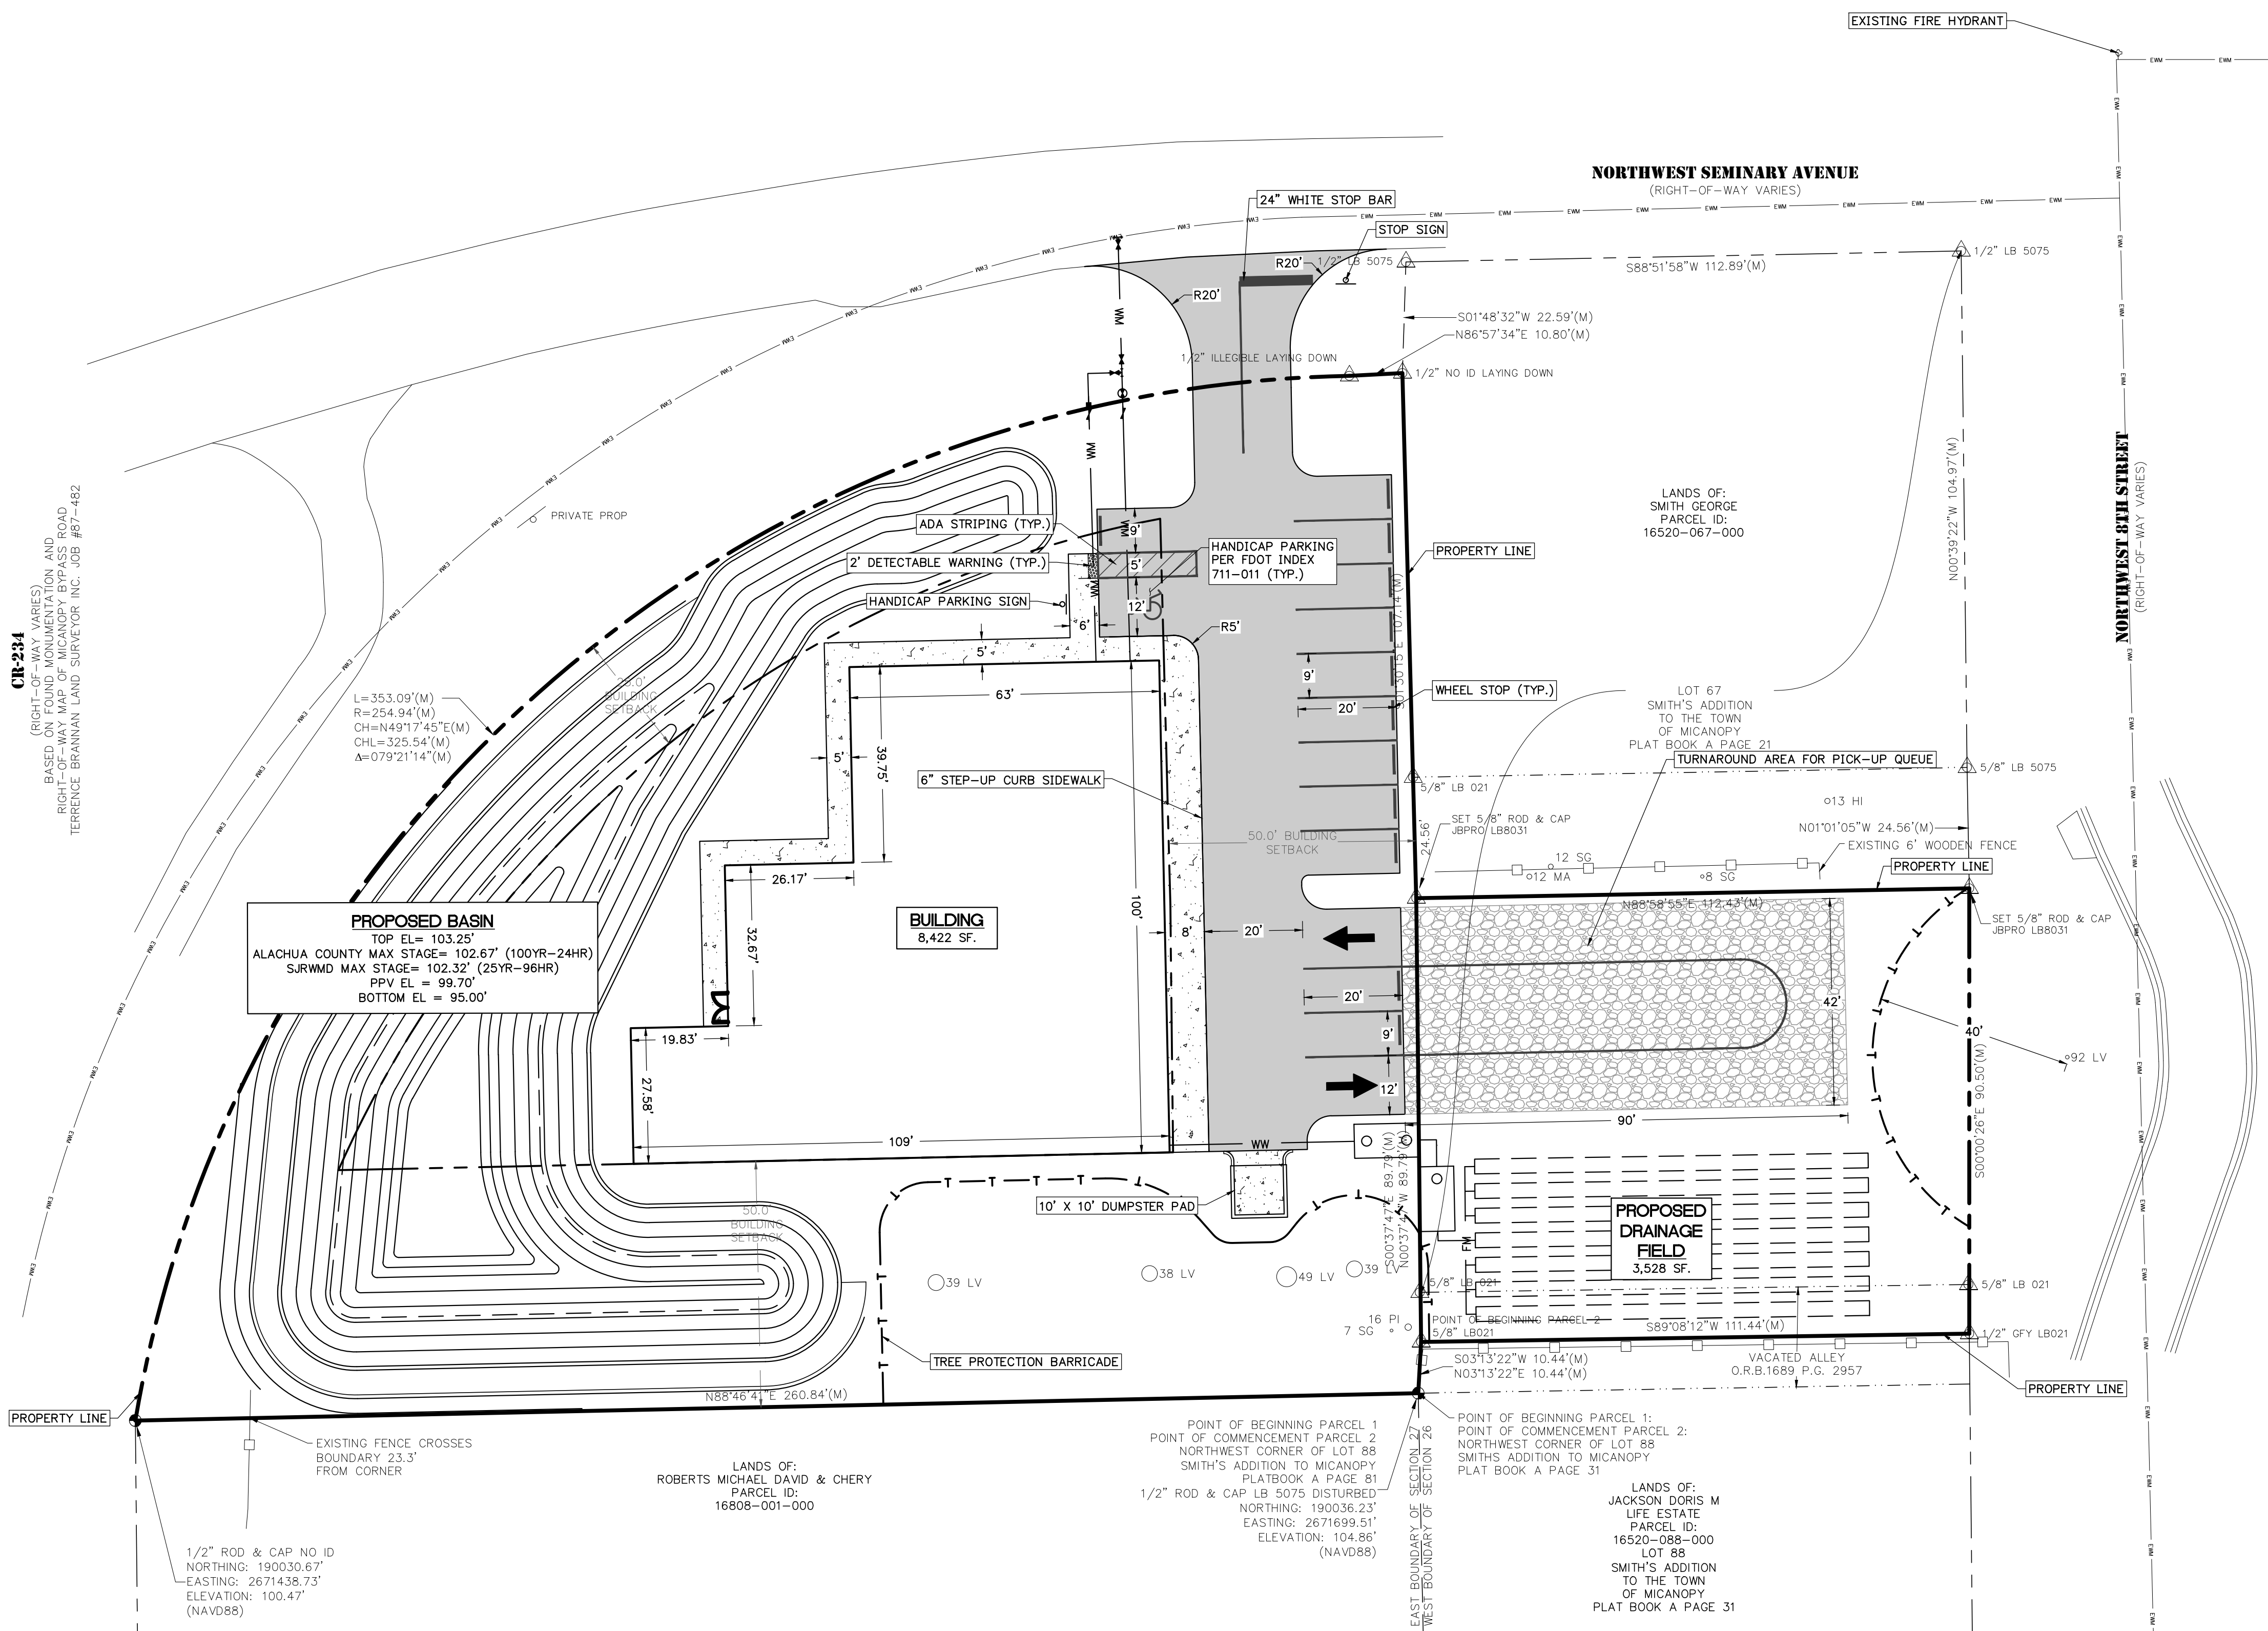 EXISTING FIRE HYDRANT
NORTHWEST SEMINARY AVENUE
(RIGHT-OF-WAY VARIES)
24" WHITE STOP BAR
STOP SIGN
R20'
1/2" LB 5075
R20'
S88°51'58"W 112.89'(M)
1/2" LB 5075
S01°48'32"W 22.59'(M)
N86°57'34"E 10.80'(M)
1/2" ILLEGIBLE LAYING DOWN
1/2" NO ID LAYING DOWN
WM
WM
WM
WW
EWM
NORTHWEST 8TH STREET
(RIGHT-OF-WAY VARIES)
N00°39'22"W 104.97'(M)
LANDS OF:
SMITH GEORGE
PARCEL ID:
16520-067-000
PROPERTY LINE
CR-234
(RIGHT-OF-WAY VARIES)
BASED ON FOUND MONUMENTATION AND
RIGHT-OF-WAY MAP OF MICANOPY BYPASS ROAD
TERRENCE BRANNAN LAND SURVEYOR INC. JOB #87-482
PRIVATE PROP
ADA STRIPING (TYP.)
2' DETECTABLE WARNING (TYP.)
HANDICAP PARKING SIGN
HANDICAP PARKING
PER FDOT INDEX
711-011 (TYP.)
9'
5'
12'
6'
R5'
5'
63'
9'
20'
WHEEL STOP (TYP.)
S01°30'15"E 107.14'(M)
L=353.09'(M)
R=254.94'(M)
CH=N49°17'45"E(M)
CHL=325.54'(M)
Δ=079°21'14"(M)
BUILDING
SETBACK
5'
39.75'
6" STEP-UP CURB SIDEWALK
LOT 67
SMITH'S ADDITION
TO THE TOWN
OF MICANOPY
PLAT BOOK A PAGE 21
TURNAROUND AREA FOR PICK-UP QUEUE
5/8" LB 5075
5/8" LB 021
13 HI
SET 5/8" ROD & CAP
JBPRO LB8031
24.56'
N01°01'05"W 24.56'(M)
EXISTING 6' WOODEN FENCE
50.0' BUILDING
SETBACK
12 SG
12 MA
8 SG
PROPERTY LINE
N88°58'55"E 112.43'(M)
SET 5/8" ROD & CAP
JBPRO LB8031
26.17'
32.67'
100'
BUILDING
8,422 SF.
8'
20'
PROPOSED BASIN
TOP EL= 103.25'
ALACHUA COUNTY MAX STAGE= 102.67' (100YR-24HR)
SJRWMD MAX STAGE= 102.32' (25YR-96HR)
PPV EL = 99.70'
BOTTOM EL = 95.00'
20'
9'
12'
42'
40'
92 LV
S00°00'26"E 90.50'(M)
19.83'
27.58'
109'
90'
WW
S00°37'47"E 89.79'(M)
N00°37'47"W 89.79'(M)
50.0'
BUILDING
SETBACK
10' X 10' DUMPSTER PAD
PROPOSED
DRAINAGE
FIELD
3,528 SF.
FM
39 LV
38 LV
49 LV
39 LV
5/8" LB 021
5/8" LB 021
16 PI
7 SG
POINT OF BEGINNING PARCEL 2
5/8" LB021
S89°08'12"W 111.44'(M)
1/2" GFY LB021
TREE PROTECTION BARRICADE
S03°13'22"W 10.44'(M)
N03°13'22"E 10.44'(M)
VACATED ALLEY
O.R.B.1689 P.G. 2957
PROPERTY LINE
N88°46'41"E 260.84'(M)
PROPERTY LINE
EXISTING FENCE CROSSES
BOUNDARY 23.3'
FROM CORNER
LANDS OF:
ROBERTS MICHAEL DAVID & CHERY
PARCEL ID:
16808-001-000
POINT OF BEGINNING PARCEL 1
POINT OF COMMENCEMENT PARCEL 2
NORTHWEST CORNER OF LOT 88
SMITH'S ADDITION TO MICANOPY
PLATBOOK A PAGE 81
1/2" ROD & CAP LB 5075 DISTURBED
NORTHING: 190036.23'
EASTING: 2671699.51'
ELEVATION: 104.86'
(NAVD88)
EAST BOUNDARY OF SECTION 27
WEST BOUNDARY OF SECTION 26
POINT OF BEGINNING PARCEL 1:
POINT OF COMMENCEMENT PARCEL 2:
NORTHWEST CORNER OF LOT 88
SMITHS ADDITION TO MICANOPY
PLAT BOOK A PAGE 31
LANDS OF:
JACKSON DORIS M
LIFE ESTATE
PARCEL ID:
16520-088-000
LOT 88
SMITH'S ADDITION
TO THE TOWN
OF MICANOPY
PLAT BOOK A PAGE 31
1/2" ROD & CAP NO ID
NORTHING: 190030.67'
EASTING: 2671438.73'
ELEVATION: 100.47'
(NAVD88)